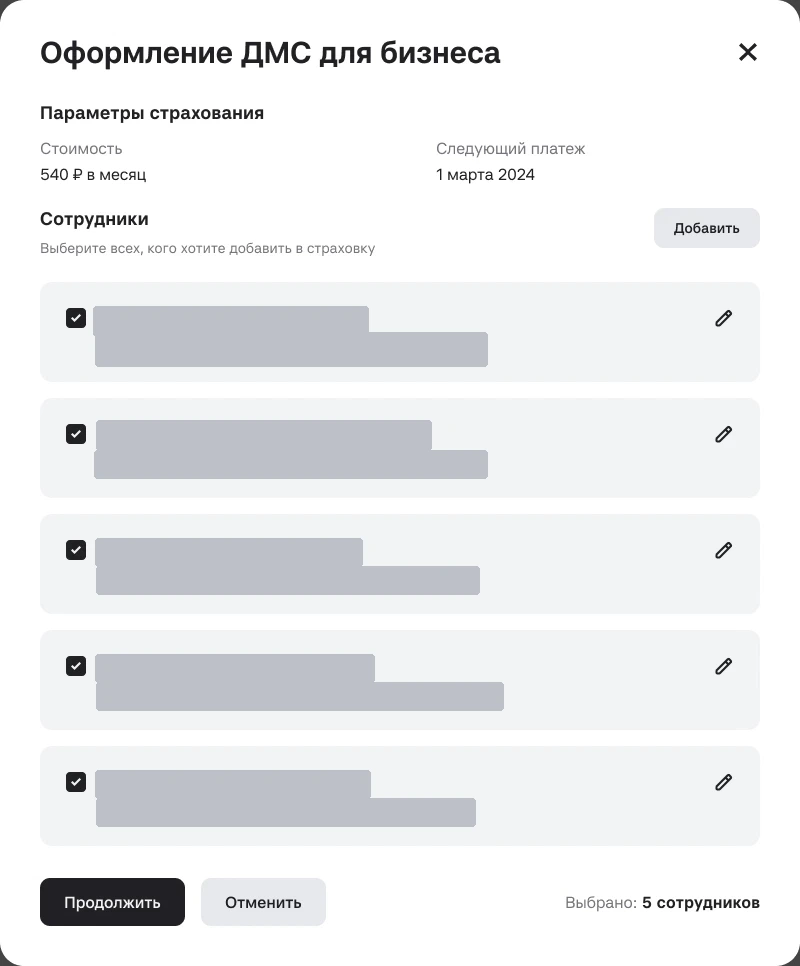 Оформление ДМС для бизнеса
Параметры страхования
Стоимость
540 ₽ в месяц
Следующий платеж
1 марта 2024
Сотрудники
Выберите всех, кого хотите добавить в страховку
Добавить
Продолжить
Отменить
Выбрано: 5 сотрудников